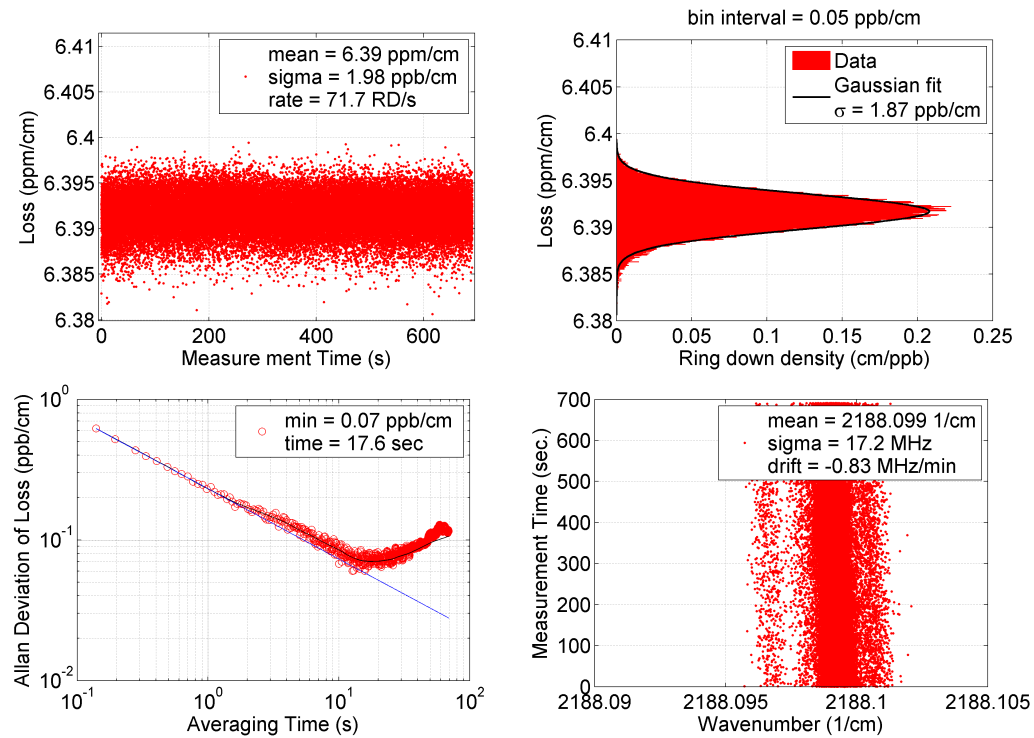 bin interval = 0.05 ppb/cm
6.41
6.405
6.4
6.395
6.39
6.385
6.38
Loss (ppm/cm)
mean = 6.39 ppm/cm
sigma = 1.98 ppb/cm
rate = 71.7 RD/s
0
200
400
600
Measure ment Time (s)
6.41
6.405
6.4
6.395
6.39
6.385
6.38
Loss (ppm/cm)
Data
Gaussian fit
σ = 1.87 ppb/cm
0
0.05
0.1
0.15
0.2
0.25
Ring down density (cm/ppb)
10^0
10^-1
10^-2
Allan Deviation of Loss (ppb/cm)
min = 0.07 ppb/cm
time = 17.6 sec
10^-1
10^0
10^1
10^2
Averaging Time (s)
700
600
500
400
300
200
100
0
Measurement Time (sec.)
mean = 2188.099 1/cm
sigma = 17.2 MHz
drift = -0.83 MHz/min
2188.09
2188.095
2188.1
2188.105
Wavenumber (1/cm)